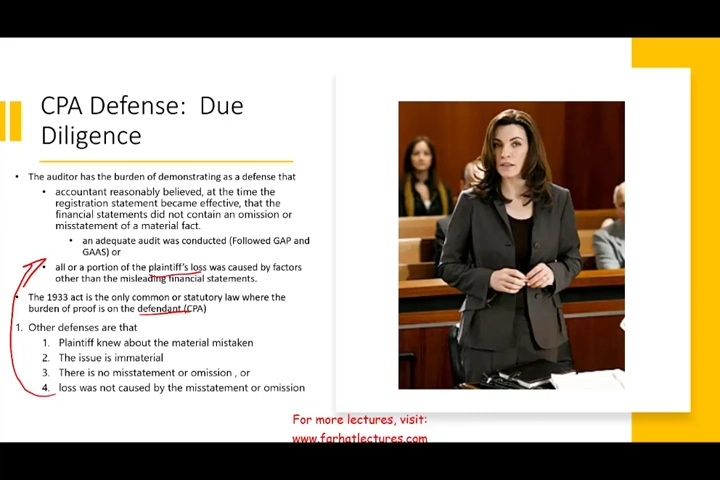 CPA Defense: Due
Diligence
• The auditor has the burden of demonstrating as a defense that
• accountant reasonably believed, at the time the
registration statement became effective, that the
financial statements did not contain an omission or
misstatement of a material fact.
• an adequate audit was conducted (Followed GAP and
GAAS) or
• all or a portion of the plaintiff's loss was caused by factors
other than the misleading financial statements.
• The 1933 act is the only common or statutory law where the
burden of proof is on the defendant (CPA)
1. Other defenses are that
1. Plaintiff knew about the material mistaken
2. The issue is immaterial
3. There is no misstatement or omission , or
4. loss was not caused by the misstatement or omission
For more lectures, visit:
www.farhatlectures.com